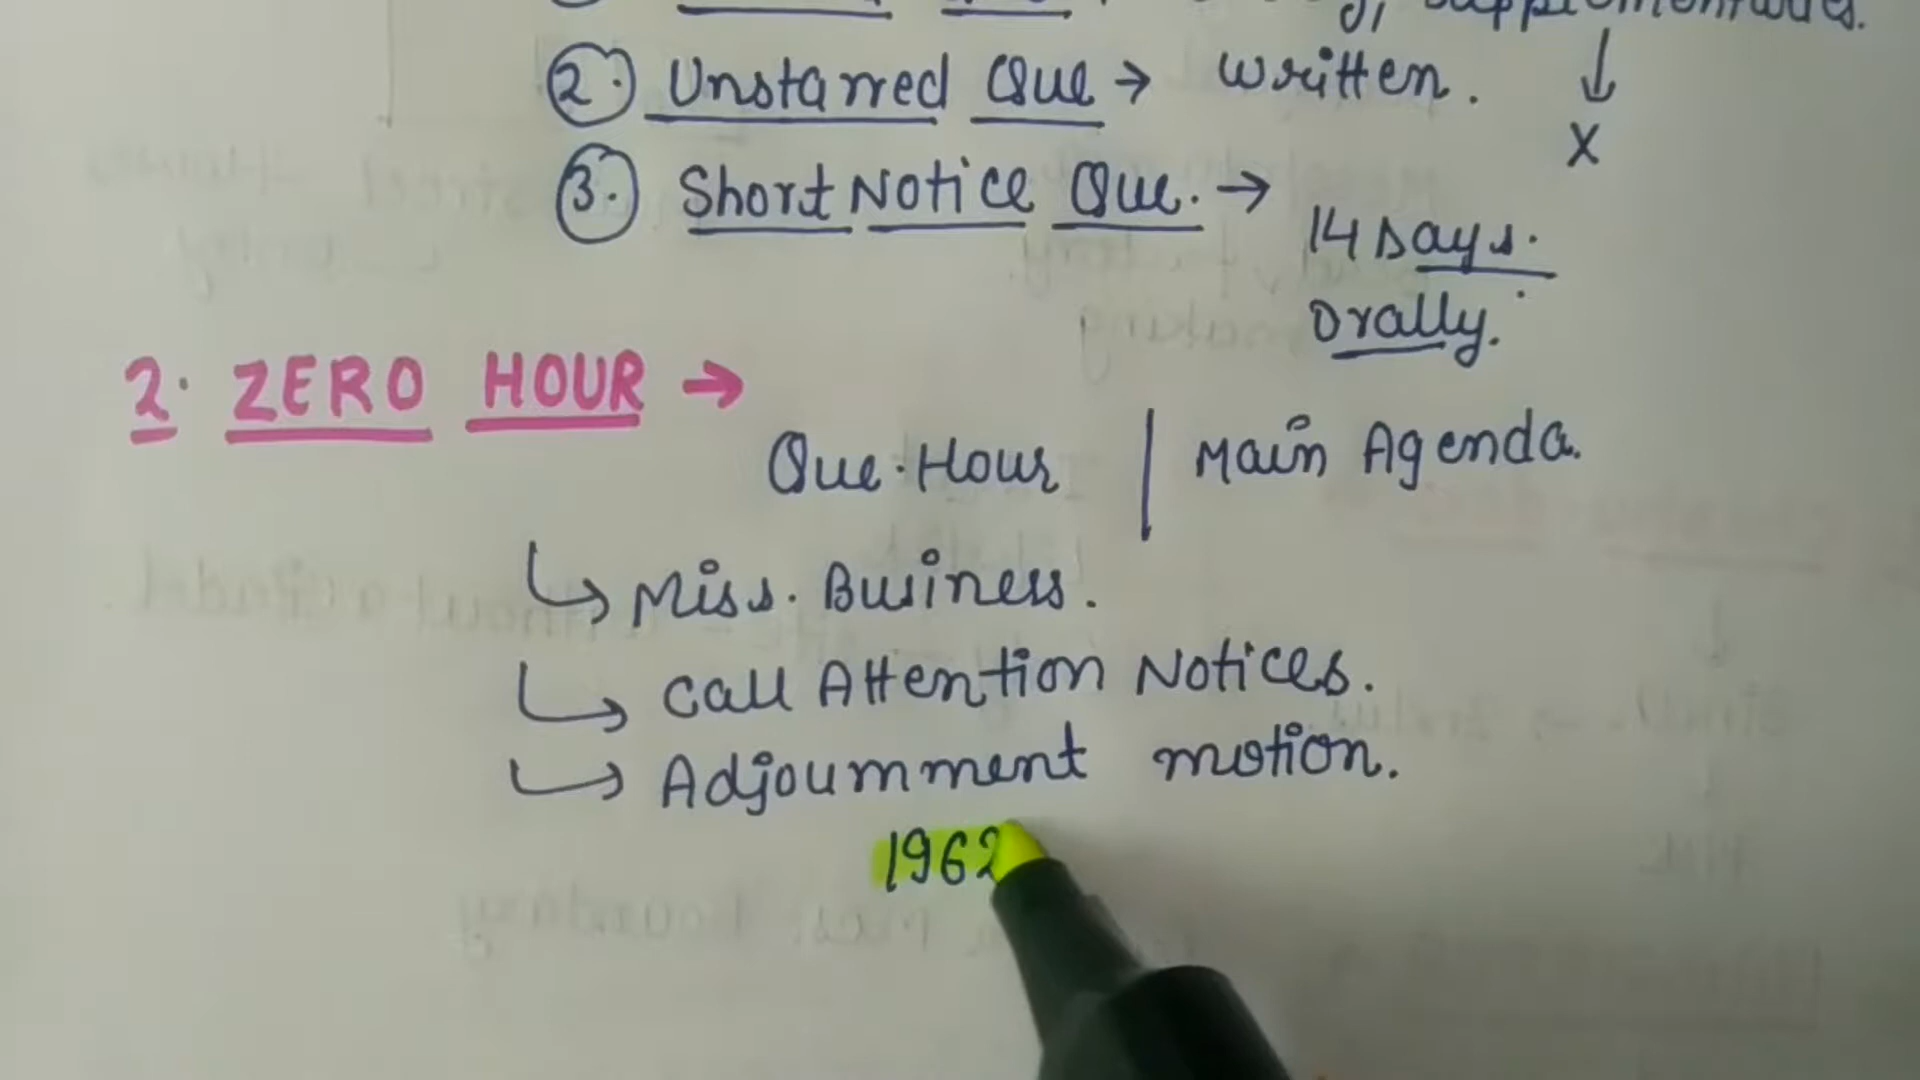 2. Unstarred Que → written. ↓
X
3. Short Notice Que. →
14 Days.
Orally.
2. ZERO HOUR →
Que. Hour | Main Agenda.
↳ Miss. Business.
↳ Call Attention Notices.
↳ Adjournment motion.
1962